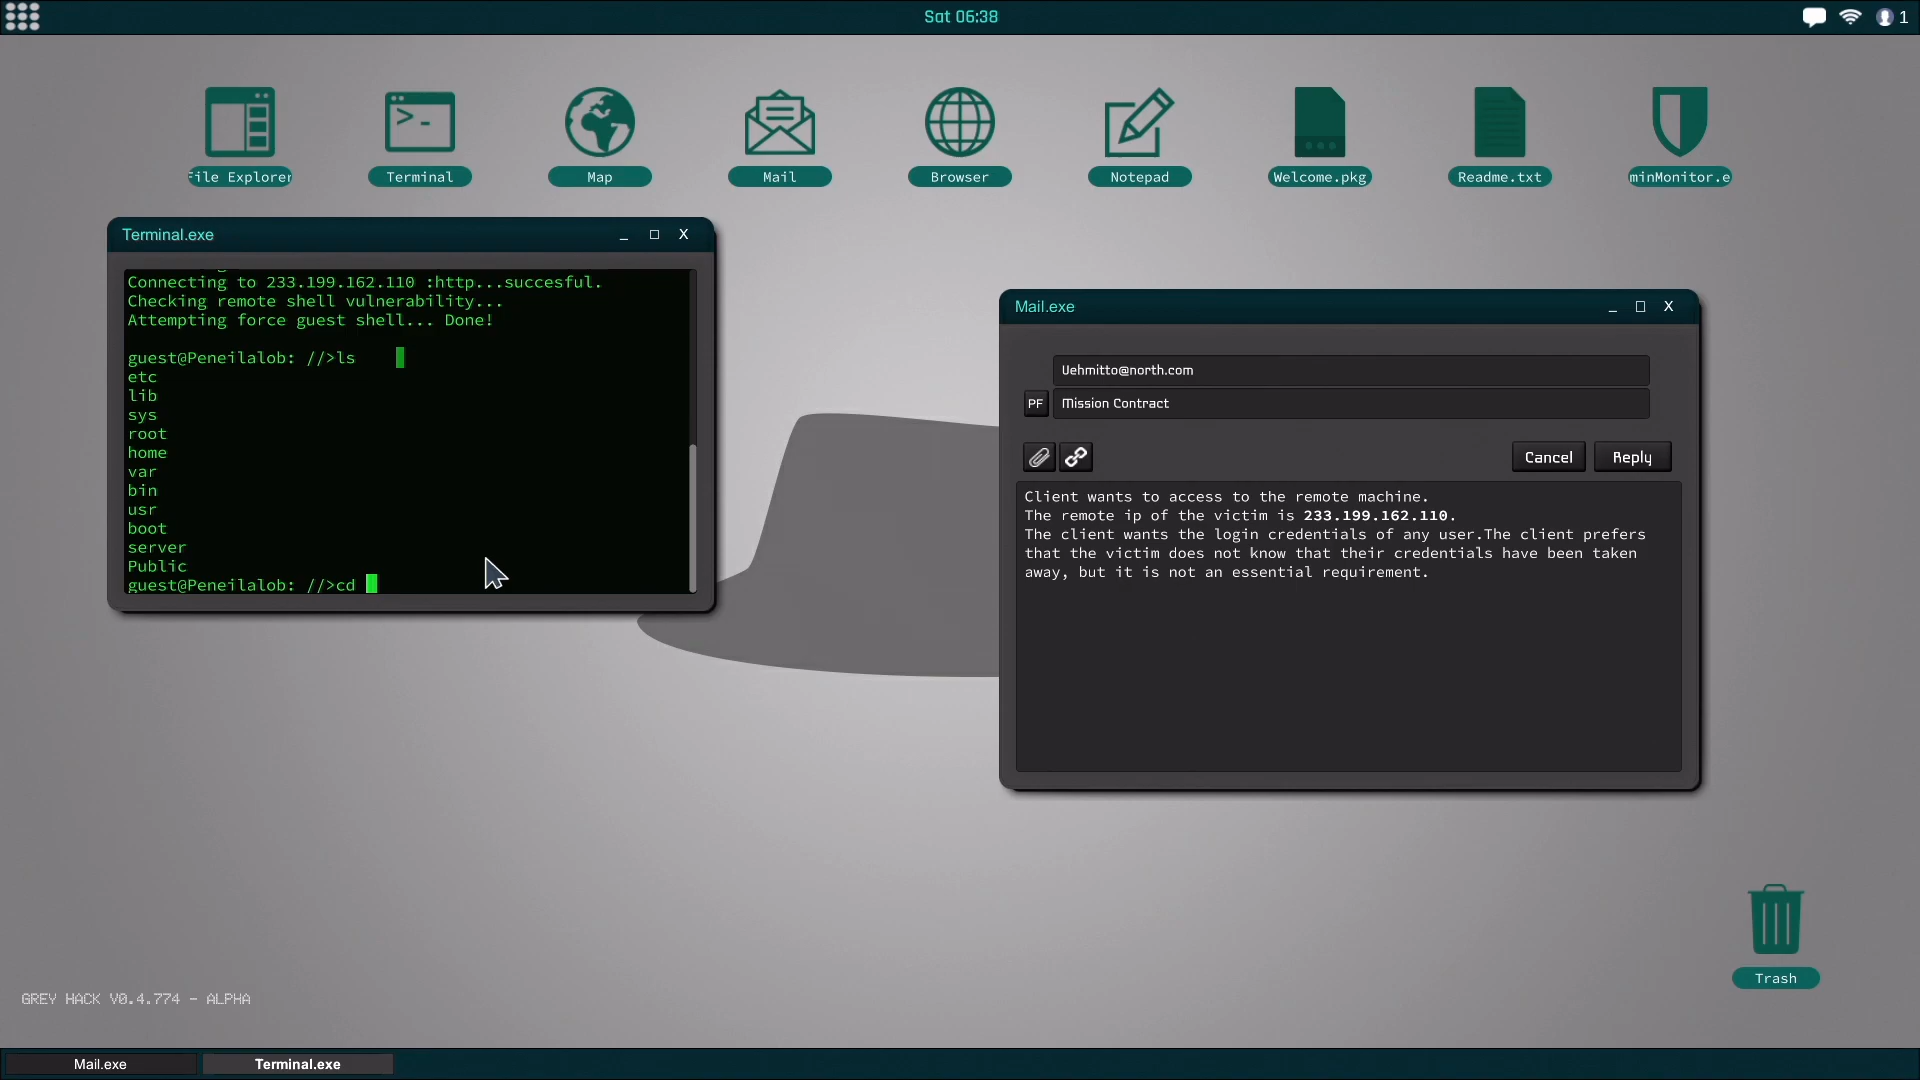 Sat 06:38
1
File Explorer
Terminal
Map
Mail
Browser
Notepad
Welcome.pkg
Readme.txt
minMonitor.e
Terminal.exe
_ □ X
Connecting to 233.199.162.110 :http...succesful.
Checking remote shell vulnerability...
Attempting force guest shell... Done!
guest@Peneilalob: //>ls
etc
lib
sys
root
home
var
bin
usr
boot
server
Public
guest@Peneilalob: //>cd
Mail.exe
_ □ X
Uehmitto@north.com
PF
Mission Contract
Cancel
Reply
Client wants to access to the remote machine.
The remote ip of the victim is 233.199.162.110.
The client wants the login credentials of any user.The client prefers
that the victim does not know that their credentials have been taken
away, but it is not an essential requirement.
Trash
GREY HACK V0.4.774 - ALPHA
Mail.exe
Terminal.exe